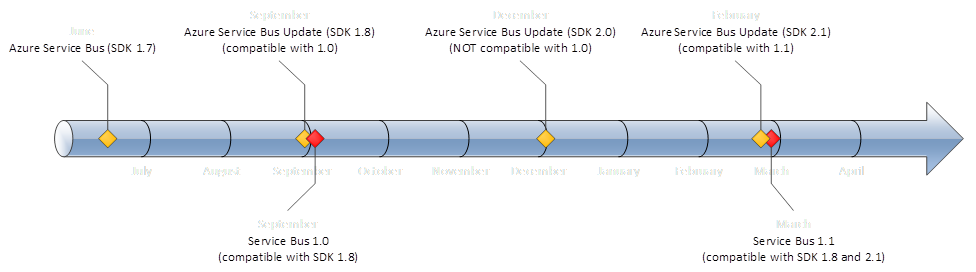 June
Azure Service Bus (SDK 1.7)
September
Azure Service Bus Update (SDK 1.8)
(compatible with 1.0)
December
Azure Service Bus Update (SDK 2.0)
(NOT compatible with 1.0)
February
Azure Service Bus Update (SDK 2.1)
(compatible with 1.1)
July
August
September
October
November
December
January
February
March
April
September
Service Bus 1.0
(compatible with SDK 1.8)
March
Service Bus 1.1
(compatible with SDK 1.8 and 2.1)